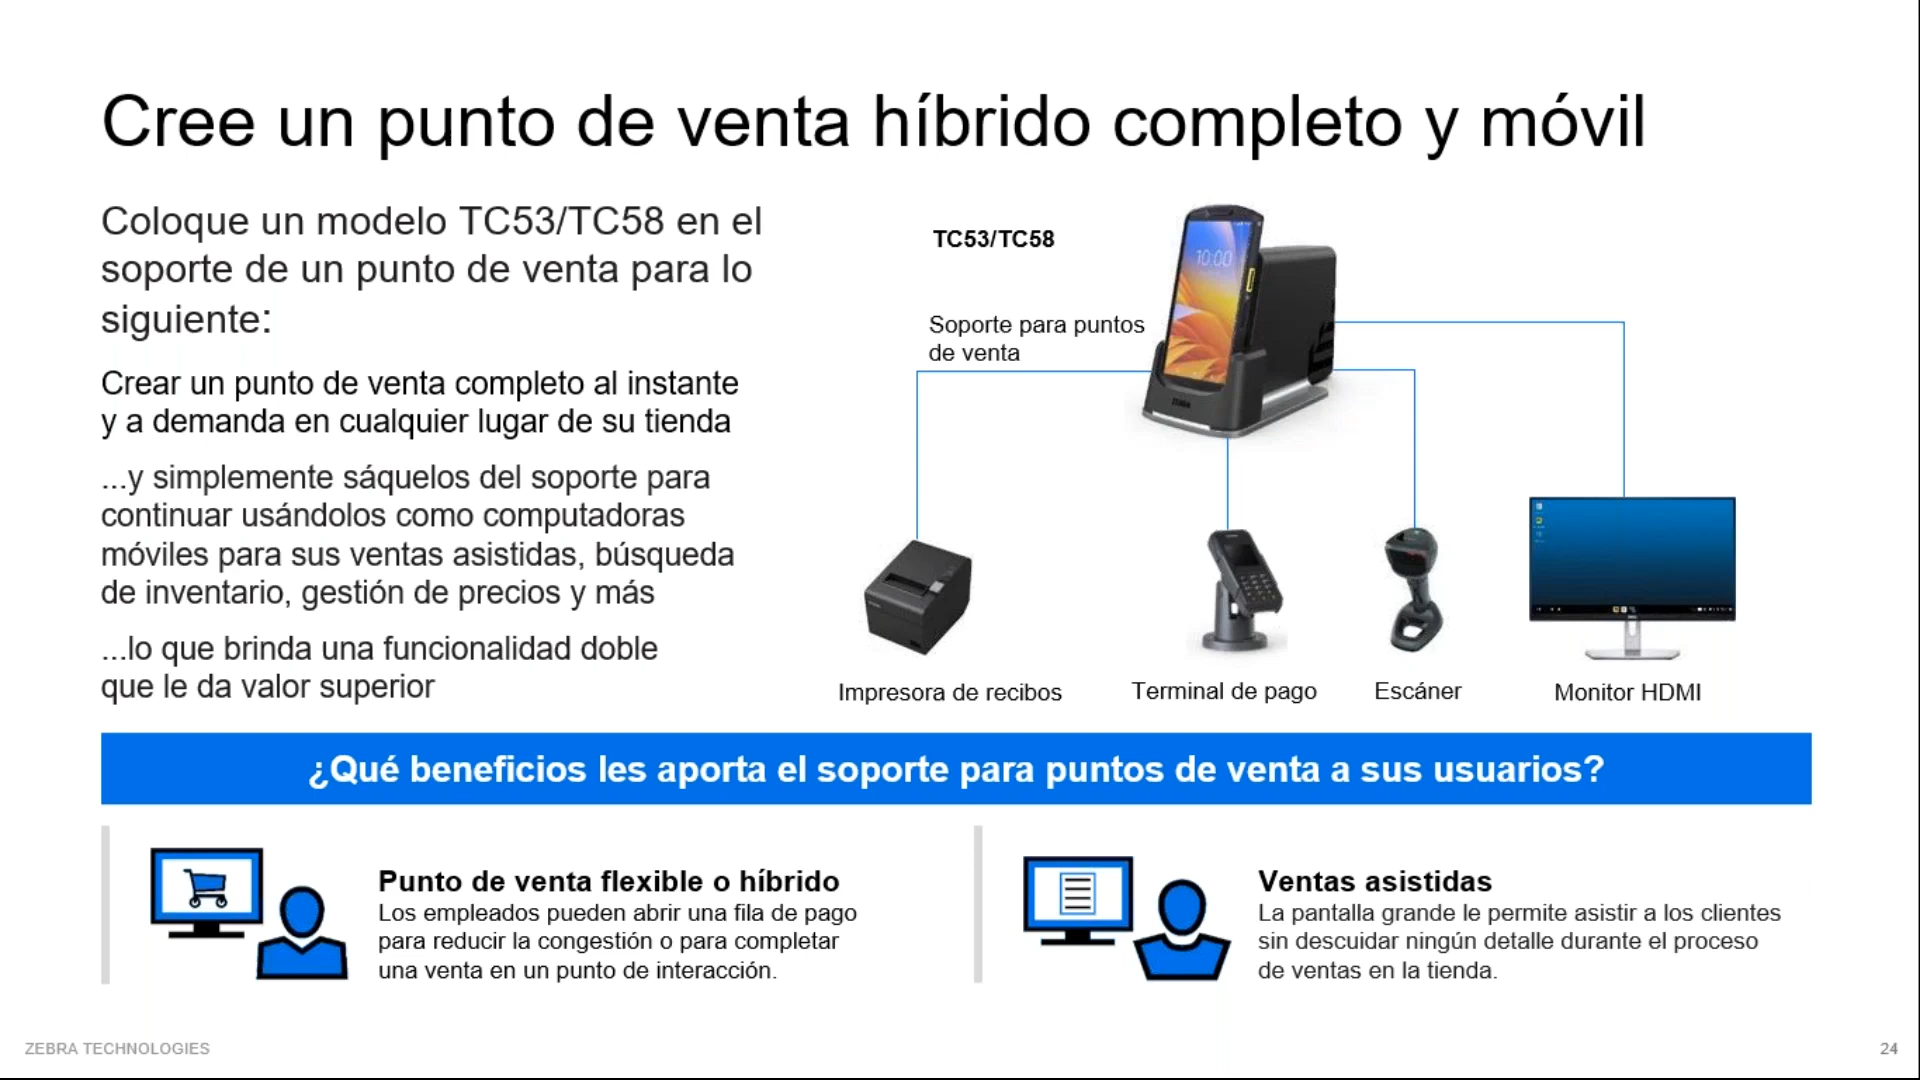 Cree un punto de venta híbrido completo y móvil
Coloque un modelo TC53/TC58 en el
soporte de un punto de venta para lo
siguiente:
Crear un punto de venta completo al instante
y a demanda en cualquier lugar de su tienda
...y simplemente sáquelos del soporte para
continuar usándolos como computadoras
móviles para sus ventas asistidas, búsqueda
de inventario, gestión de precios y más
...lo que brinda una funcionalidad doble
que le da valor superior
TC53/TC58
10:00
Soporte para puntos
de venta
ZEBRA
Impresora de recibos
Terminal de pago
Escáner
Monitor HDMI
¿Qué beneficios les aporta el soporte para puntos de venta a sus usuarios?
Punto de venta flexible o híbrido
Los empleados pueden abrir una fila de pago
para reducir la congestión o para completar
una venta en un punto de interacción.
Ventas asistidas
La pantalla grande le permite asistir a los clientes
sin descuidar ningún detalle durante el proceso
de ventas en la tienda.
ZEBRA TECHNOLOGIES
24